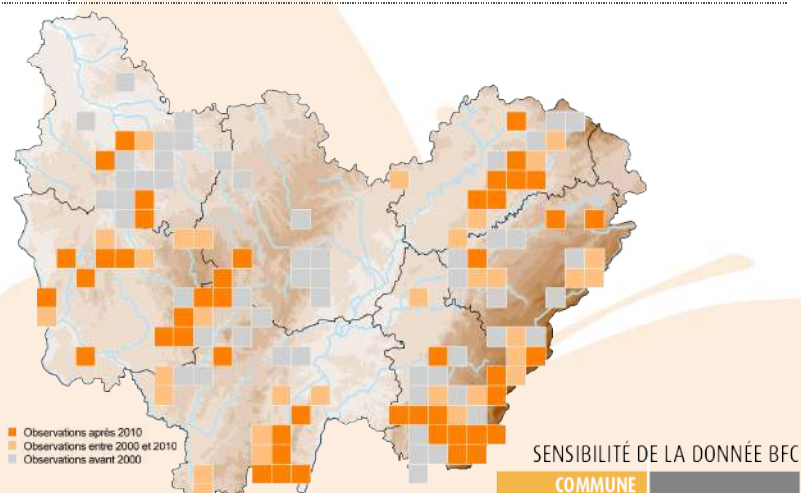 Observations après 2010
Observations entre 2000 et 2010
Observations avant 2000
SENSIBILITÉ DE LA DONNÉE BFC
COMMUNE